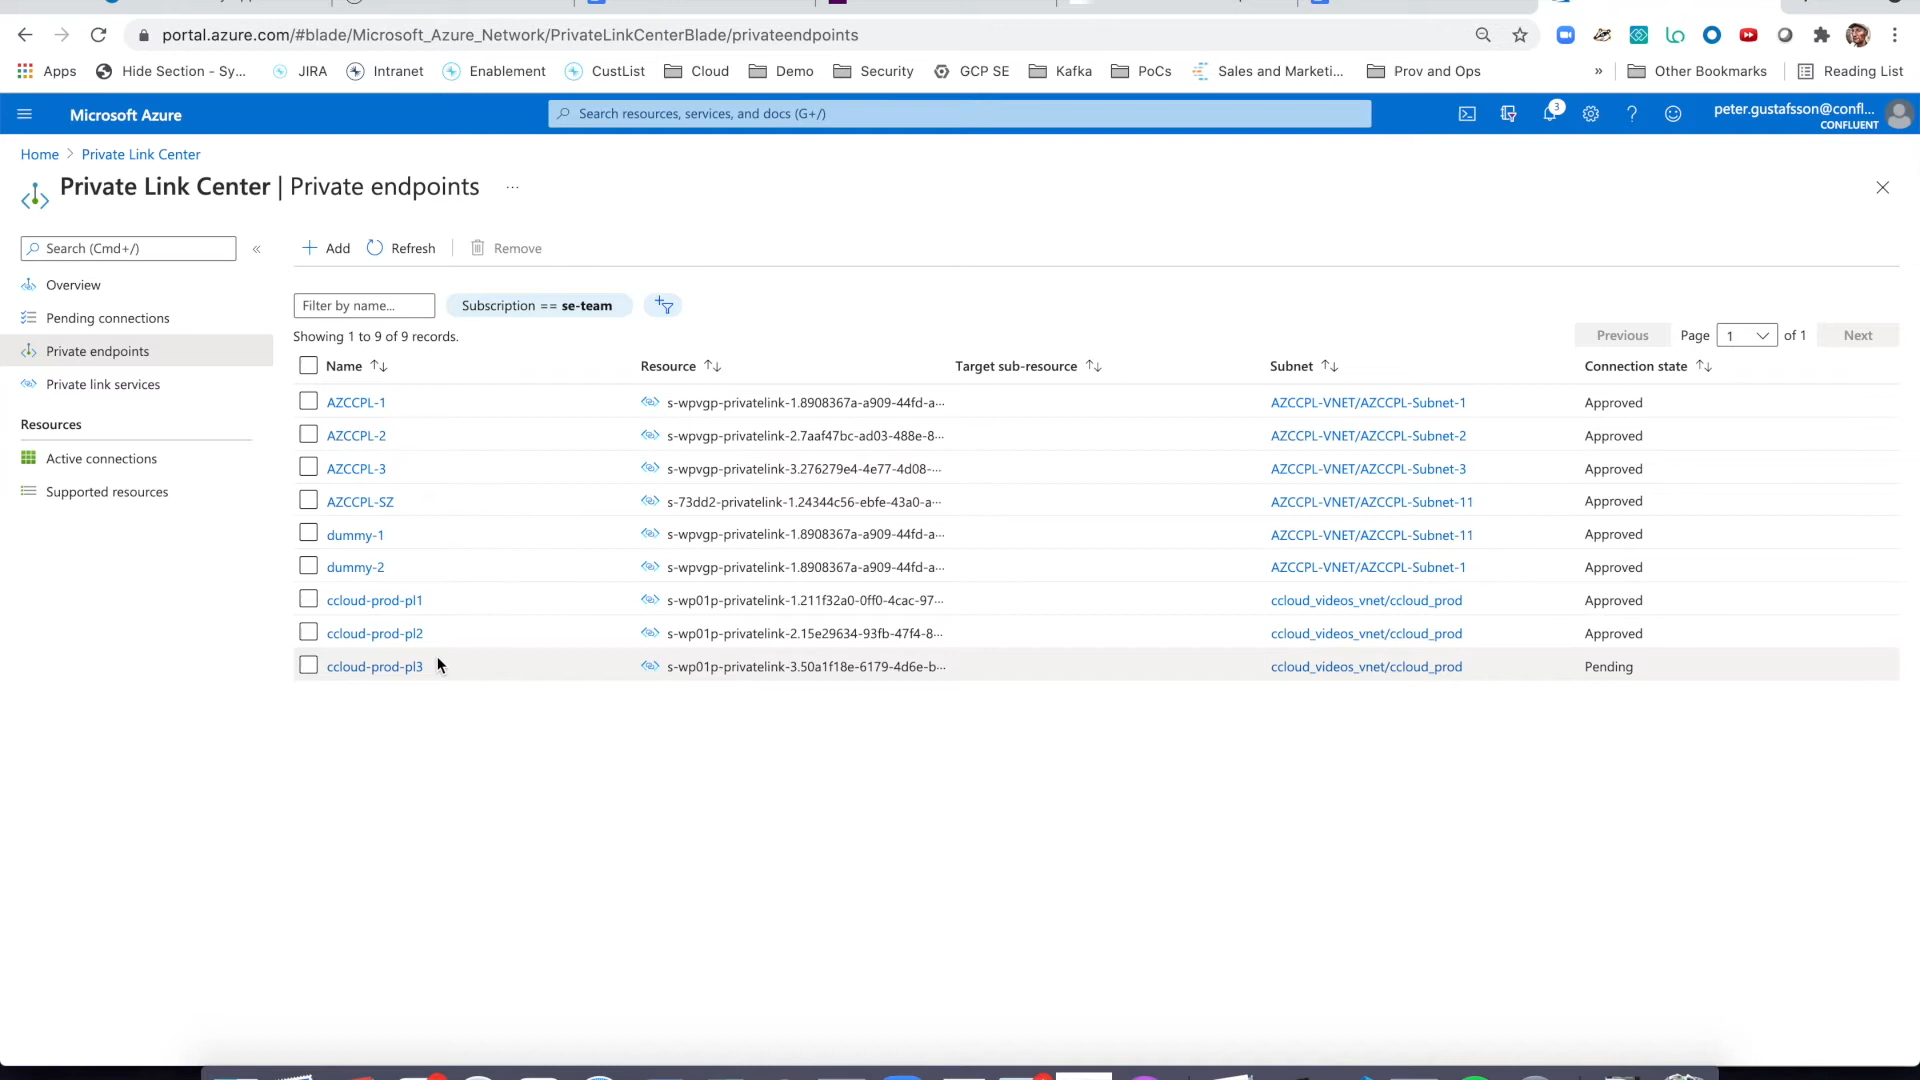 portal.azure.com/#blade/Microsoft_Azure_Network/PrivateLinkCenterBlade/privateendpoints
Apps Hide Section - Sy... JIRA Intranet Enablement CustList Cloud Demo Security GCP SE Kafka PoCs Sales and Marketi... Prov and Ops » Other Bookmarks Reading List
Microsoft Azure Search resources, services, and docs (G+/) 3 peter.gustafsson@confl...
CONFLUENT
Home > Private Link Center
Private Link Center | Private endpoints ...
Search (Cmd+/) « + Add Refresh Remove
Overview
Pending connections
Private endpoints
Private link services
Resources
Active connections
Supported resources
Filter by name... Subscription == se-team
Showing 1 to 9 of 9 records. Previous Page 1 of 1 Next
Name ↑↓ Resource ↑↓ Target sub-resource ↑↓ Subnet ↑↓ Connection state ↑↓
AZCCPL-1 s-wpvgp-privatelink-1.8908367a-a909-44fd-a... AZCCPL-VNET/AZCCPL-Subnet-1 Approved
AZCCPL-2 s-wpvgp-privatelink-2.7aaf47bc-ad03-488e-8... AZCCPL-VNET/AZCCPL-Subnet-2 Approved
AZCCPL-3 s-wpvgp-privatelink-3.276279e4-4e77-4d08-... AZCCPL-VNET/AZCCPL-Subnet-3 Approved
AZCCPL-SZ s-73dd2-privatelink-1.24344c56-ebfe-43a0-a... AZCCPL-VNET/AZCCPL-Subnet-11 Approved
dummy-1 s-wpvgp-privatelink-1.8908367a-a909-44fd-a... AZCCPL-VNET/AZCCPL-Subnet-11 Approved
dummy-2 s-wpvgp-privatelink-1.8908367a-a909-44fd-a... AZCCPL-VNET/AZCCPL-Subnet-1 Approved
ccloud-prod-pl1 s-wp01p-privatelink-1.211f32a0-0ff0-4cac-97... ccloud_videos_vnet/ccloud_prod Approved
ccloud-prod-pl2 s-wp01p-privatelink-2.15e29634-93fb-47f4-8... ccloud_videos_vnet/ccloud_prod Approved
ccloud-prod-pl3 s-wp01p-privatelink-3.50a1f18e-6179-4d6e-b... ccloud_videos_vnet/ccloud_prod Pending